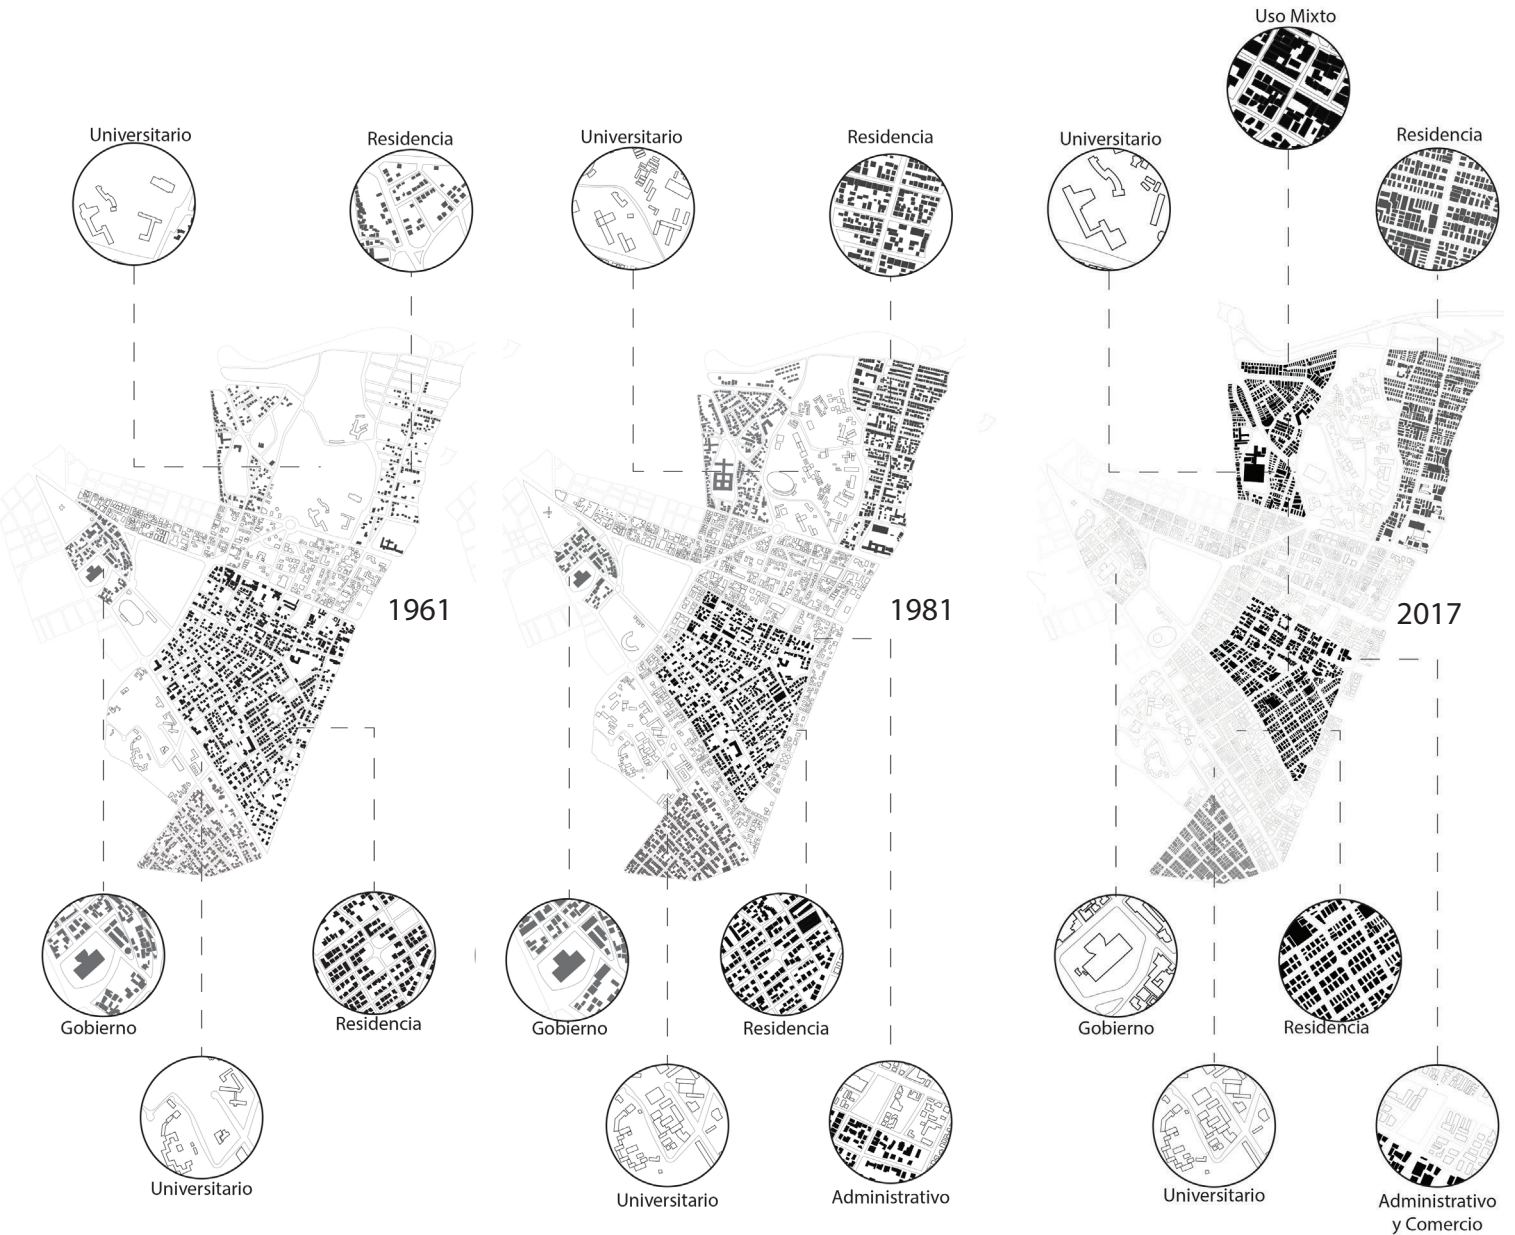 Uso Mixto
Universitario
Residencia
Universitario
Residencia
Universitario
Residencia
1961
1981
2017
Gobierno
Residencia
Gobierno
Residencia
Gobierno
Residencia
Universitario
Universitario
Administrativo
Universitario
Administrativo
y Comercio